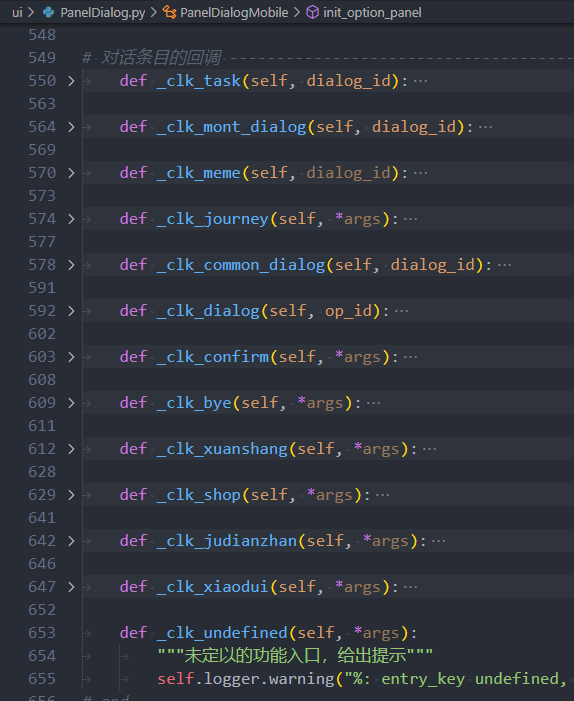 ui > PanelDialog.py > PanelDialogMobile > init_option_panel
548
549 # 对话条目的回调 ----------------------------------------
550 > def _clk_task(self, dialog_id): ···
563
564 > def _clk_mont_dialog(self, dialog_id): ···
569
570 > def _clk_meme(self, dialog_id): ···
573
574 > def _clk_journey(self, *args): ···
577
578 > def _clk_common_dialog(self, dialog_id): ···
591
592 > def _clk_dialog(self, op_id): ···
602
603 > def _clk_confirm(self, *args): ···
608
609 > def _clk_bye(self, *args): ···
611
612 > def _clk_xuanshang(self, *args): ···
628
629 > def _clk_shop(self, *args): ···
641
642 > def _clk_judianzhan(self, *args): ···
646
647 > def _clk_xiaodui(self, *args): ···
652
653 def _clk_undefined(self, *args):
654 """未定以的功能入口，给出提示"""
655 self.logger.warning("%: entry_key undefined,
656 # end